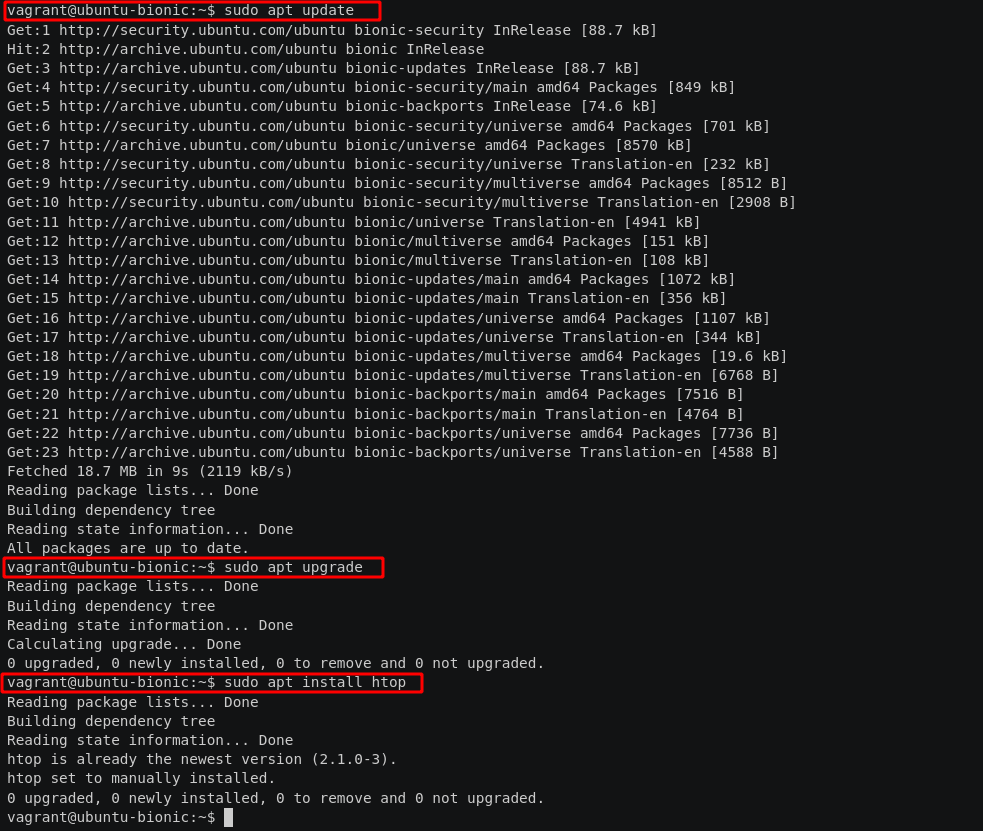 vagrant@ubuntu-bionic:~$ sudo apt update
Get:1 http://security.ubuntu.com/ubuntu bionic-security InRelease [88.7 kB]
Hit:2 http://archive.ubuntu.com/ubuntu bionic InRelease
Get:3 http://archive.ubuntu.com/ubuntu bionic-updates InRelease [88.7 kB]
Get:4 http://security.ubuntu.com/ubuntu bionic-security/main amd64 Packages [849 kB]
Get:5 http://archive.ubuntu.com/ubuntu bionic-backports InRelease [74.6 kB]
Get:6 http://security.ubuntu.com/ubuntu bionic-security/universe amd64 Packages [701 kB]
Get:7 http://archive.ubuntu.com/ubuntu bionic/universe amd64 Packages [8570 kB]
Get:8 http://security.ubuntu.com/ubuntu bionic-security/universe Translation-en [232 kB]
Get:9 http://security.ubuntu.com/ubuntu bionic-security/multiverse amd64 Packages [8512 B]
Get:10 http://security.ubuntu.com/ubuntu bionic-security/multiverse Translation-en [2908 B]
Get:11 http://archive.ubuntu.com/ubuntu bionic/universe Translation-en [4941 kB]
Get:12 http://archive.ubuntu.com/ubuntu bionic/multiverse amd64 Packages [151 kB]
Get:13 http://archive.ubuntu.com/ubuntu bionic/multiverse Translation-en [108 kB]
Get:14 http://archive.ubuntu.com/ubuntu bionic-updates/main amd64 Packages [1072 kB]
Get:15 http://archive.ubuntu.com/ubuntu bionic-updates/main Translation-en [356 kB]
Get:16 http://archive.ubuntu.com/ubuntu bionic-updates/universe amd64 Packages [1107 kB]
Get:17 http://archive.ubuntu.com/ubuntu bionic-updates/universe Translation-en [344 kB]
Get:18 http://archive.ubuntu.com/ubuntu bionic-updates/multiverse amd64 Packages [19.6 kB]
Get:19 http://archive.ubuntu.com/ubuntu bionic-updates/multiverse Translation-en [6768 B]
Get:20 http://archive.ubuntu.com/ubuntu bionic-backports/main amd64 Packages [7516 B]
Get:21 http://archive.ubuntu.com/ubuntu bionic-backports/main Translation-en [4764 B]
Get:22 http://archive.ubuntu.com/ubuntu bionic-backports/universe amd64 Packages [7736 B]
Get:23 http://archive.ubuntu.com/ubuntu bionic-backports/universe Translation-en [4588 B]
Fetched 18.7 MB in 9s (2119 kB/s)
Reading package lists... Done
Building dependency tree
Reading state information... Done
All packages are up to date.
vagrant@ubuntu-bionic:~$ sudo apt upgrade
Reading package lists... Done
Building dependency tree
Reading state information... Done
Calculating upgrade... Done
0 upgraded, 0 newly installed, 0 to remove and 0 not upgraded.
vagrant@ubuntu-bionic:~$ sudo apt install htop
Reading package lists... Done
Building dependency tree
Reading state information... Done
htop is already the newest version (2.1.0-3).
htop set to manually installed.
0 upgraded, 0 newly installed, 0 to remove and 0 not upgraded.
vagrant@ubuntu-bionic:~$